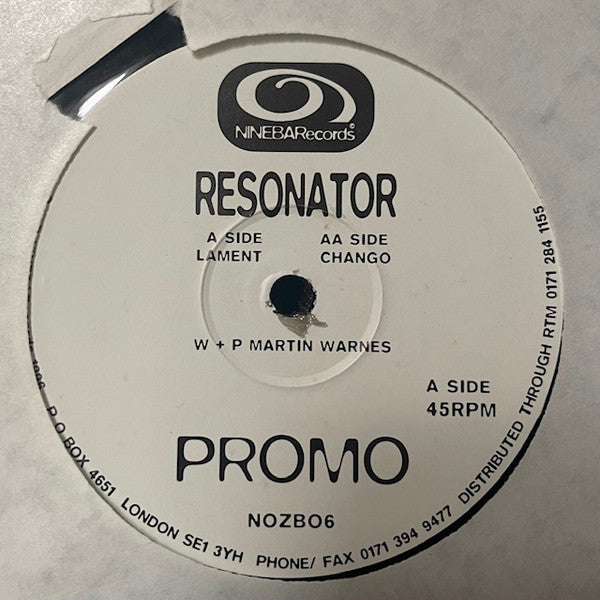 NINEBARecords©
RESONATOR
A SIDE AA SIDE
LAMENT CHANGO
W + P MARTIN WARNES
A SIDE
45RPM
PROMO
NOZBO6
P.O BOX 4651 LONDON SE1 3YH PHONE/ FAX 0171 394 9477 DISTRIBUTED THROUGH RTM 0171 284 1155